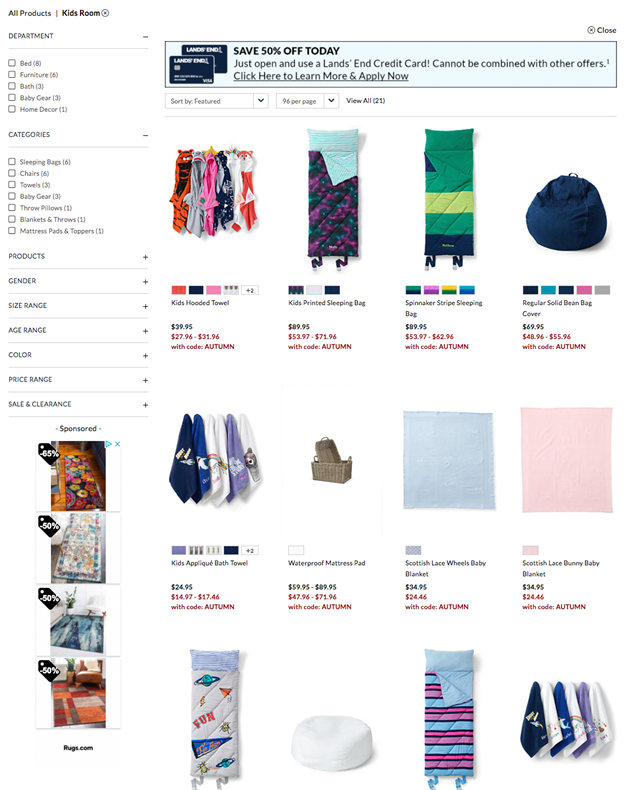 All Products | Kids Room
Close
DEPARTMENT
Bed (8)
Furniture (6)
Bath (3)
Baby Gear (3)
Home Decor (1)
CATEGORIES
Sleeping Bags (6)
Chairs (6)
Towels (3)
Baby Gear (3)
Throw Pillows (1)
Blankets & Throws (1)
Mattress Pads & Toppers (1)
PRODUCTS
GENDER
SIZE RANGE
AGE RANGE
COLOR
PRICE RANGE
SALE & CLEARANCE
- Sponsored -
-65%
-50%
-50%
-50%
Rugs.com
LANDS' END
LANDS' END
VISA
SAVE 50% OFF TODAY
Just open and use a Lands' End Credit Card! Cannot be combined with other offers.¹
Click Here to Learn More & Apply Now
Sort by: Featured
96 per page
View All (21)
+2
Kids Hooded Towel
$39.95
$27.96 - $31.96
with code: AUTUMN
Kids Printed Sleeping Bag
$89.95
$53.97 - $71.96
with code: AUTUMN
Spinnaker Stripe Sleeping
Bag
$89.95
$53.97 - $62.96
with code: AUTUMN
Regular Solid Bean Bag
Cover
$69.95
$48.96 - $55.96
with code: AUTUMN
+2
Kids Appliqué Bath Towel
$24.95
$14.97 - $17.46
with code: AUTUMN
Waterproof Mattress Pad
$59.95 - $89.95
$47.96 - $71.96
with code: AUTUMN
Scottish Lace Wheels Baby
Blanket
$34.95
$24.46
with code: AUTUMN
Scottish Lace Bunny Baby
Blanket
$34.95
$24.46
with code: AUTUMN
FUN